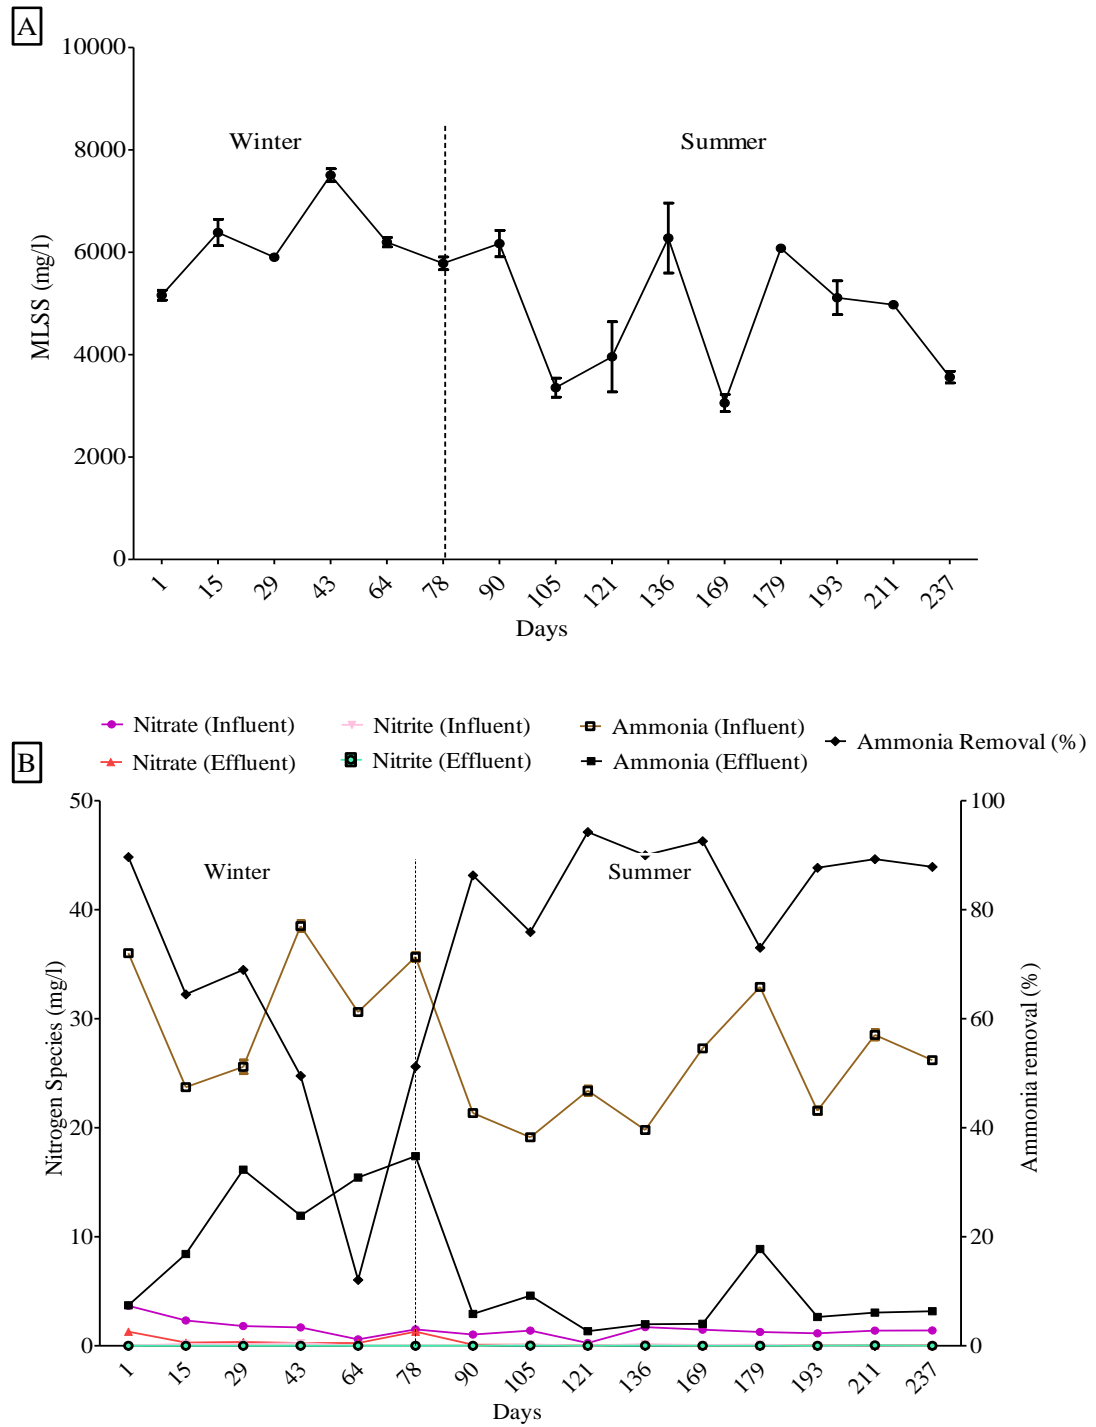 A
10000
8000
6000
4000
2000
0
MLSS (mg/l)
Winter
Summer
1 15 29 43 64 78 90 105 121 136 169 179 193 211 237
Days
Nitrate (Influent) Nitrite (Influent) Ammonia (Influent) Ammonia Removal (%)
Nitrate (Effluent) Nitrite (Effluent) Ammonia (Effluent)
B
50
40
30
20
10
0
Nitrogen Species (mg/l)
Winter
Summer
100
80
60
40
20
0
Ammonia removal (%)
1 15 29 43 64 78 90 105 121 136 169 179 193 211 237
Days